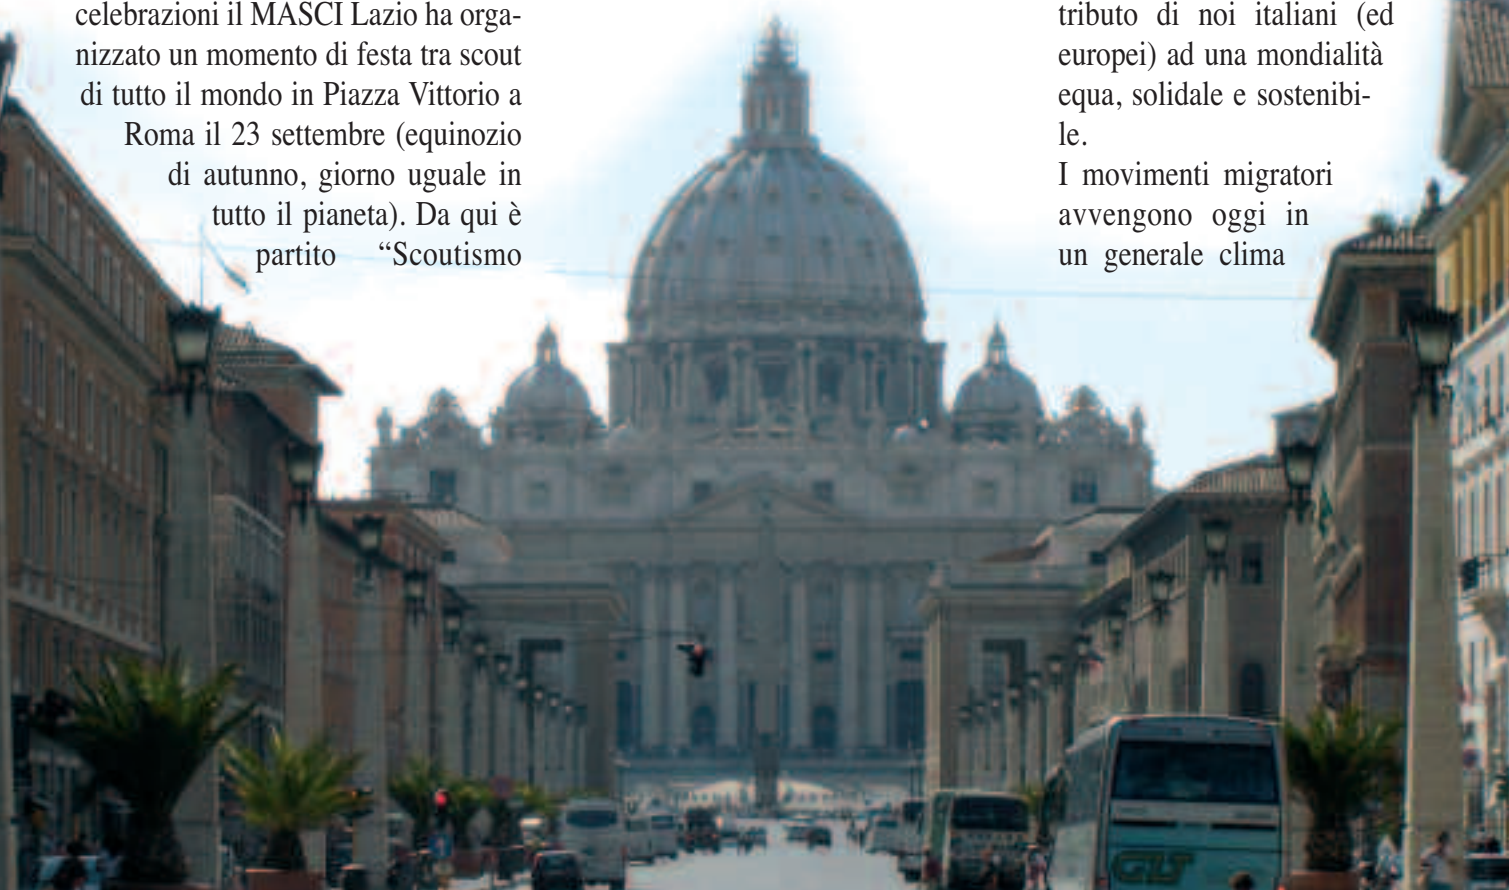 celebrazioni il MASCI Lazio ha orga-
nizzato un momento di festa tra scout
di tutto il mondo in Piazza Vittorio a
Roma il 23 settembre (equinozio
di autunno, giorno uguale in
tutto il pianeta). Da qui è
partito “Scoutismo
tributo di noi italiani (ed
europei) ad una mondialità
equa, solidale e sostenibi-
le.
I movimenti migratori
avvengono oggi in
un generale clima